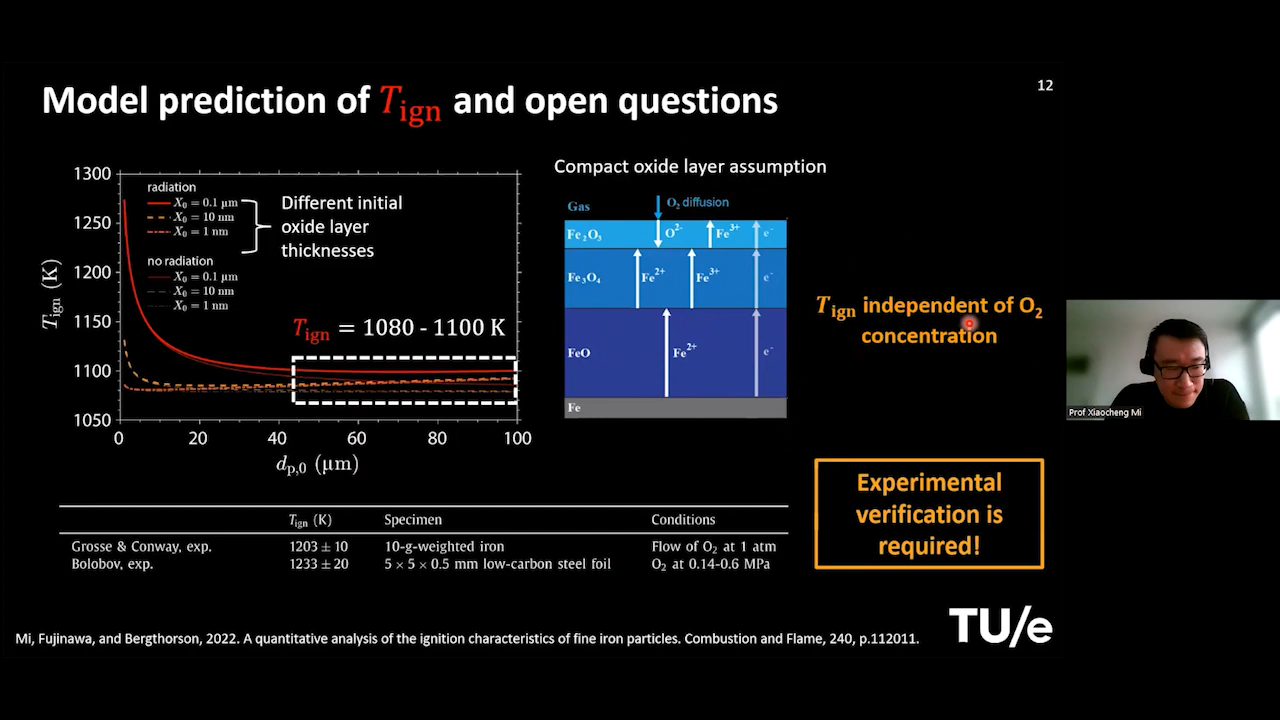 Model prediction of T_ign and open questions
12
1300
1250
1200
1150
1100
1050
T_ign (K)
0
20
40
60
80
100
d_p,0 (μm)
radiation
X₀ = 0.1 μm
X₀ = 10 nm
X₀ = 1 nm
no radiation
X₀ = 0.1 μm
X₀ = 10 nm
X₀ = 1 nm
Different initial
oxide layer
thicknesses
T_ign = 1080 - 1100 K
Compact oxide layer assumption
Gas
O₂ diffusion
Fe₂O₃
O²⁻
Fe³⁺
e⁻
Fe₃O₄
Fe²⁺
Fe³⁺
e⁻
FeO
Fe²⁺
e⁻
Fe
T_ign independent of O₂
concentration
Prof Xiaocheng Mi
Experimental
verification is
required!
T_ign (K) Specimen Conditions
Grosse & Conway, exp. 1203 ± 10 10-g-weighted iron Flow of O₂ at 1 atm
Bolobov, exp. 1233 ± 20 5 × 5 × 0.5 mm low-carbon steel foil O₂ at 0.14-0.6 MPa
Mi, Fujinawa, and Bergthorson, 2022. A quantitative analysis of the ignition characteristics of fine iron particles. Combustion and Flame, 240, p.112011.
TU/e